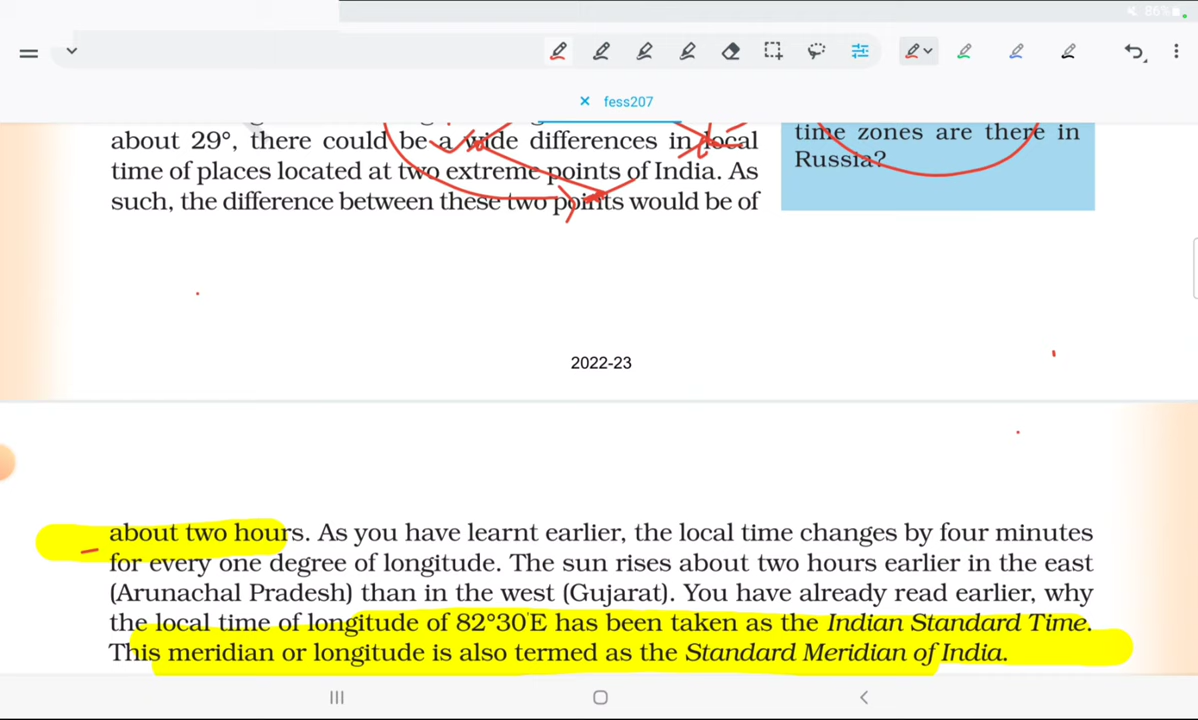 86%
× fess207
about 29°, there could be a wide differences in local
time of places located at two extreme points of India. As
such, the difference between these two points would be of
time zones are there in
Russia?
2022-23
about two hours. As you have learnt earlier, the local time changes by four minutes
for every one degree of longitude. The sun rises about two hours earlier in the east
(Arunachal Pradesh) than in the west (Gujarat). You have already read earlier, why
the local time of longitude of 82°30'E has been taken as the Indian Standard Time.
This meridian or longitude is also termed as the Standard Meridian of India.